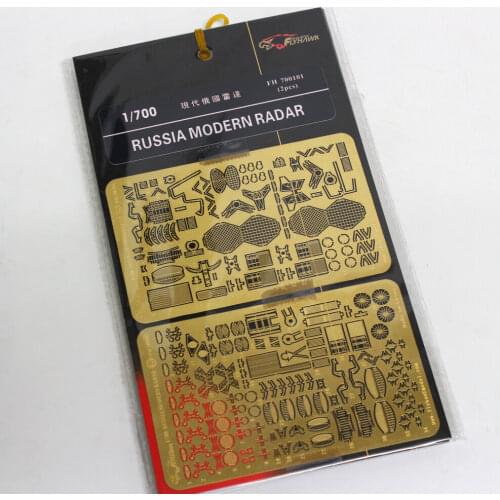 FLYHAWK
FH 700101
(2pcs)
1/700 現代俄國雷達
RUSSIA MODERN RADAR